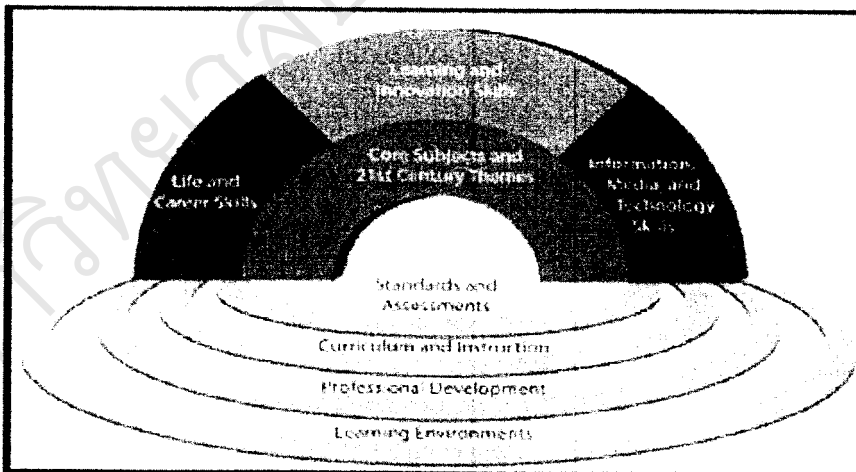 Learning and
Innovation Skills
Core Subjects and
21st Century Themes
Life and
Career Skills
Information,
Media, and
Technology
Skills
Standards and
Assessments
Curriculum and Instruction
Professional Development
Learning Environments